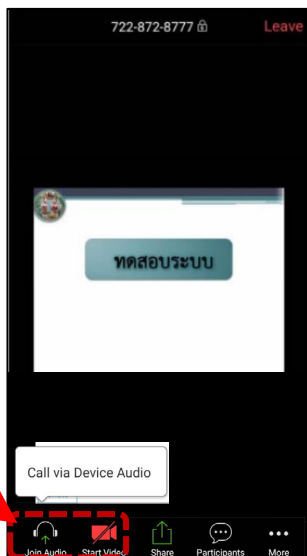 722-872-8777 Leave
ทดสอบระบบ
Call via Device Audio
Join Audio Start Video Share Participants More